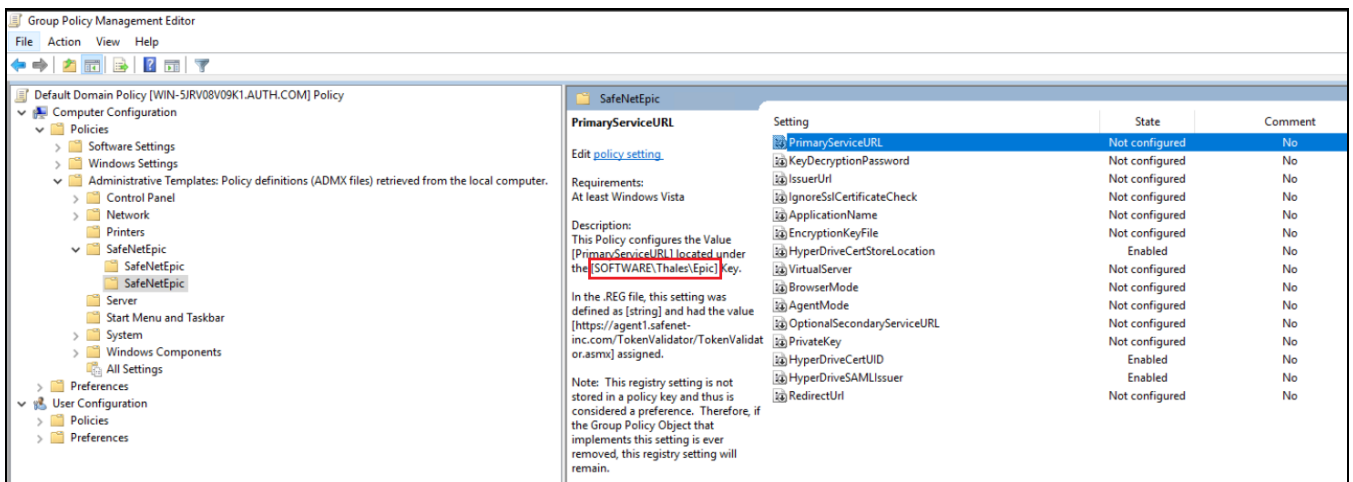 Group Policy Management Editor
File Action View Help
Default Domain Policy [WIN-5JRV08V09K1.AUTH.COM] Policy
Computer Configuration
Policies
Software Settings
Windows Settings
Administrative Templates: Policy definitions (ADMX files) retrieved from the local computer.
Control Panel
Network
Printers
SafeNetEpic
SafeNetEpic
SafeNetEpic
Server
Start Menu and Taskbar
System
Windows Components
All Settings
Preferences
User Configuration
Policies
Preferences
SafeNetEpic
PrimaryServiceURL
Edit policy setting
Requirements:
At least Windows Vista
Description:
This Policy configures the Value
[PrimaryServiceURL] located under
the [SOFTWARE\Thales\Epic] Key.
In the .REG file, this setting was
defined as [string] and had the value
[https://agent1.safenet-
inc.com/TokenValidator/TokenValidat
or.asmx] assigned.
Note: This registry setting is not
stored in a policy key and thus is
considered a preference. Therefore, if
the Group Policy Object that
implements this setting is ever
removed, this registry setting will
remain.
Setting State Comment
PrimaryServiceURL Not configured No
KeyDecryptionPassword Not configured No
IssuerUrl Not configured No
IgnoreSslCertificateCheck Not configured No
ApplicationName Not configured No
EncryptionKeyFile Not configured No
HyperDriveCertStoreLocation Enabled No
VirtualServer Not configured No
BrowserMode Not configured No
AgentMode Not configured No
OptionalSecondaryServiceURL Not configured No
PrivateKey Not configured No
HyperDriveCertUID Enabled No
HyperDriveSAMLIssuer Enabled No
RedirectUrl Not configured No